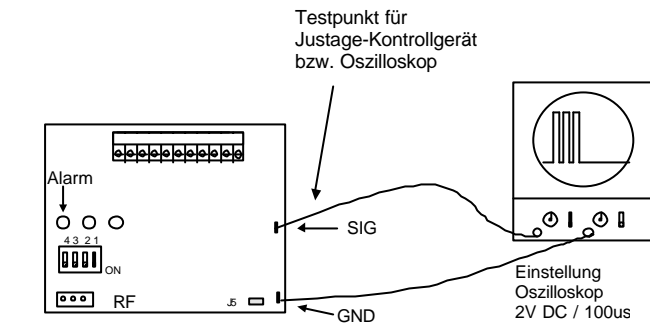 Testpunkt für
Justage-Kontrollgerät
bzw. Oszilloskop
Alarm
SIG
4 3 2 1
ON
RF
J5
GND
Einstellung
Oszilloskop
2V DC / 100us